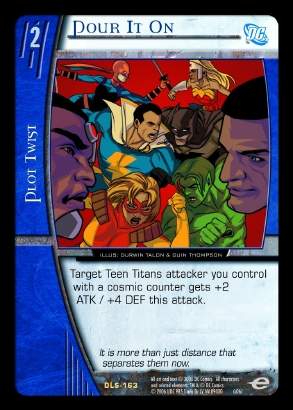 2
Pour It On
DC
Plot Twist
ILLUS: DURWIN TALON & GUIN THOMPSON
Target Teen Titans attacker you control
with a cosmic counter gets +2
ATK / +4 DEF this attack.
It is more than just distance that
separates them now.
DLS-163